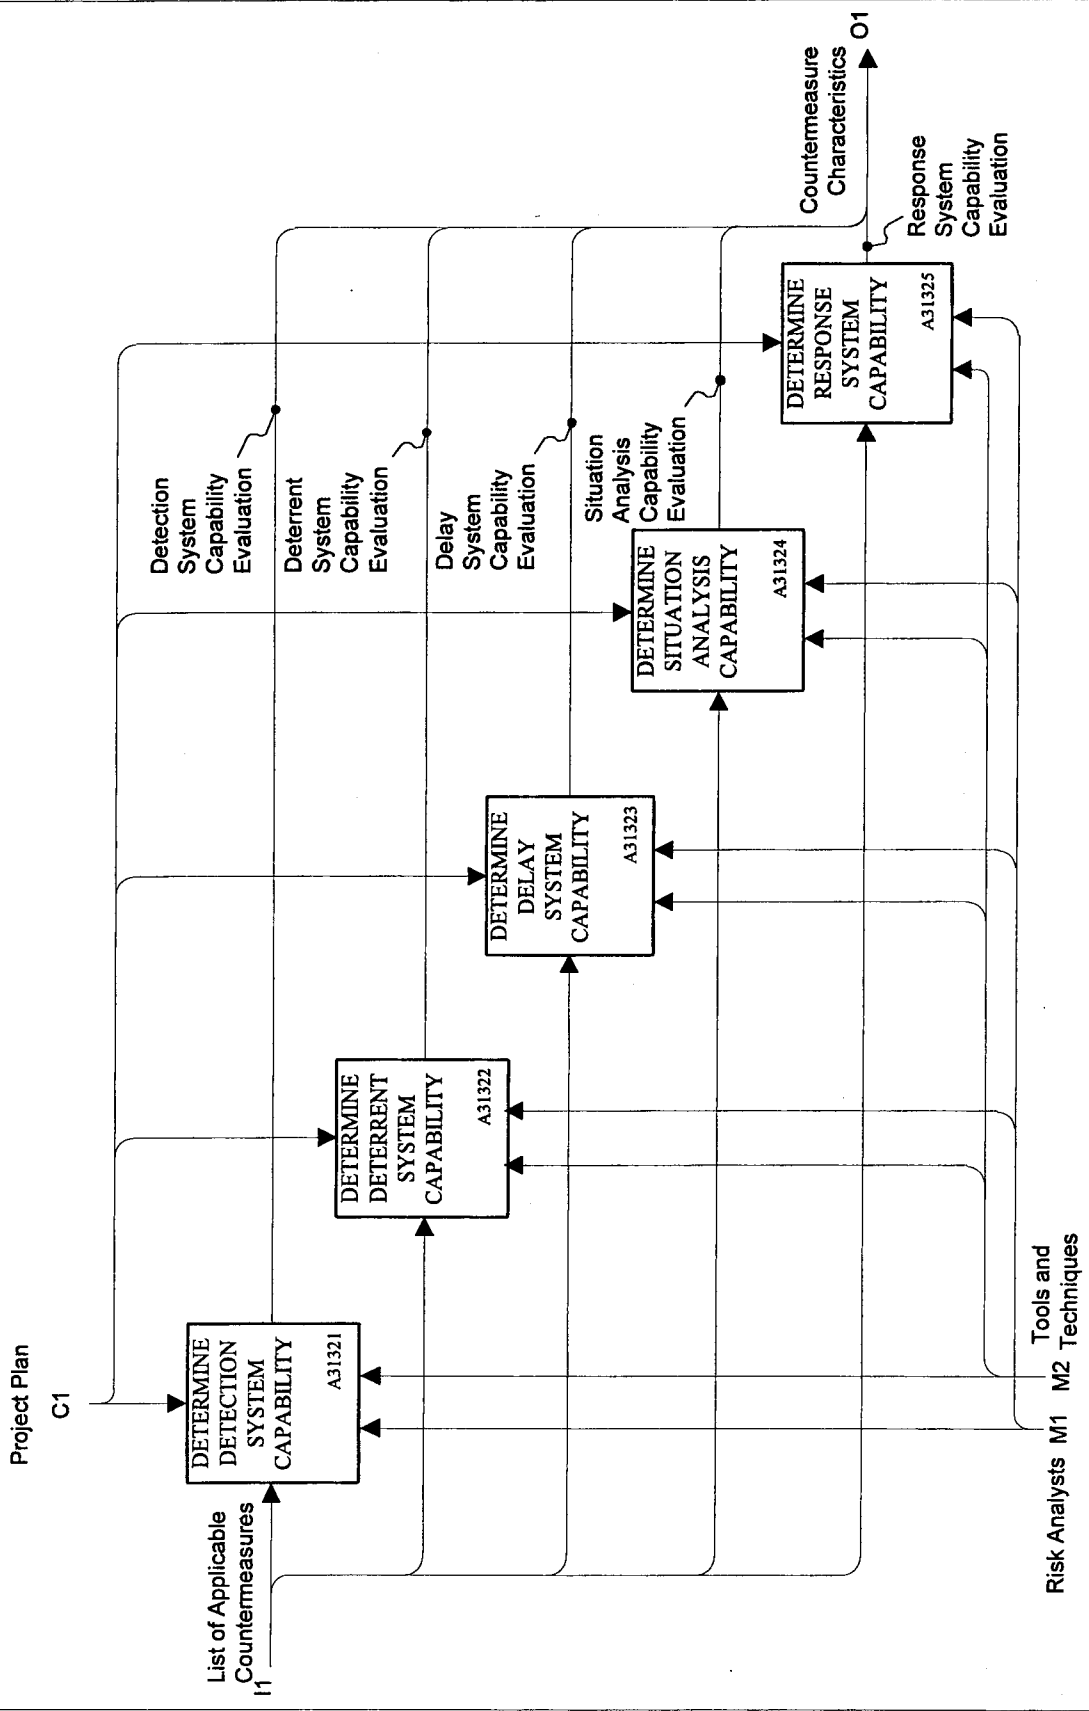 Project Plan
C1
List of Applicable
Countermeasures
I1
DETERMINE
DETECTION
SYSTEM
CAPABILITY
A31321
DETERMINE
DETERRENT
SYSTEM
CAPABILITY
A31322
DETERMINE
DELAY
SYSTEM
CAPABILITY
A31323
DETERMINE
SITUATION
ANALYSIS
CAPABILITY
A31324
DETERMINE
RESPONSE
SYSTEM
CAPABILITY
A31325
Detection
System
Capability
Evaluation
Deterrent
System
Capability
Evaluation
Delay
System
Capability
Evaluation
Situation
Analysis
Capability
Evaluation
Countermeasure
Characteristics
O1
Response
System
Capability
Evaluation
Risk Analysts M1
M2 Tools and
Techniques